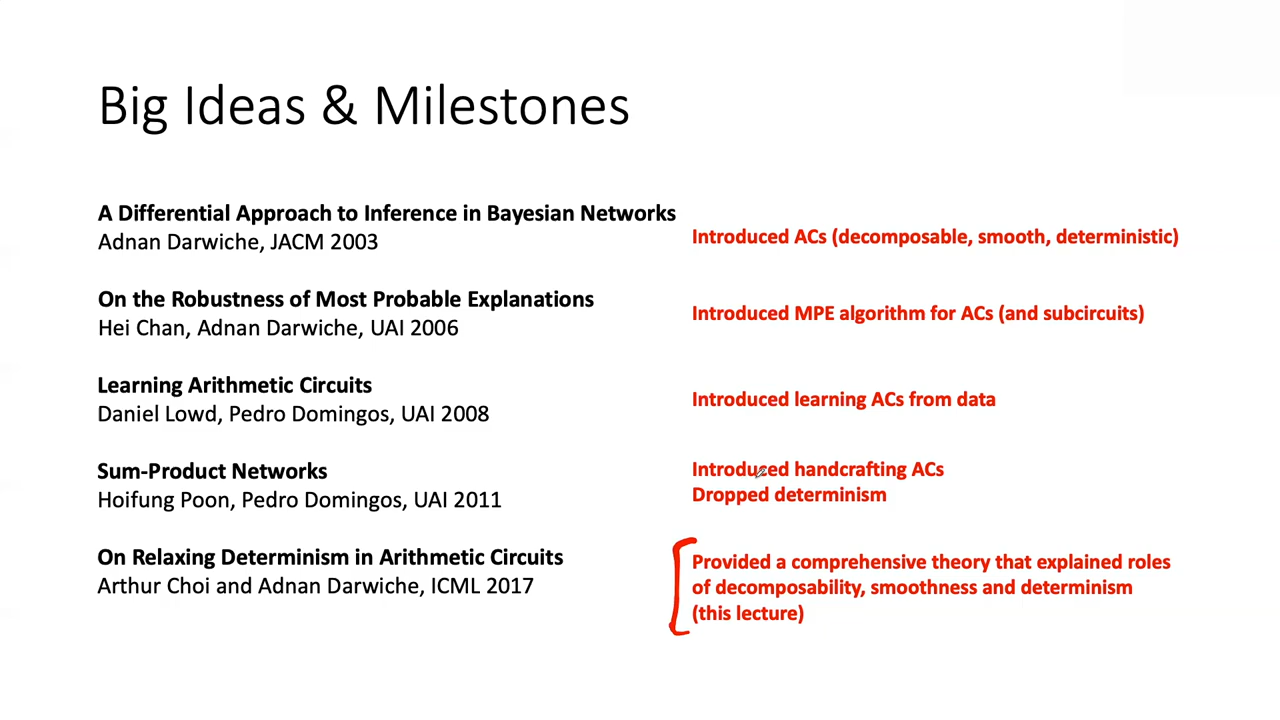 Big Ideas & Milestones
A Differential Approach to Inference in Bayesian Networks
Adnan Darwiche, JACM 2003
Introduced ACs (decomposable, smooth, deterministic)
On the Robustness of Most Probable Explanations
Hei Chan, Adnan Darwiche, UAI 2006
Introduced MPE algorithm for ACs (and subcircuits)
Learning Arithmetic Circuits
Daniel Lowd, Pedro Domingos, UAI 2008
Introduced learning ACs from data
Sum-Product Networks
Hoifung Poon, Pedro Domingos, UAI 2011
Introduced handcrafting ACs
Dropped determinism
On Relaxing Determinism in Arithmetic Circuits
Arthur Choi and Adnan Darwiche, ICML 2017
Provided a comprehensive theory that explained roles
of decomposability, smoothness and determinism
(this lecture)